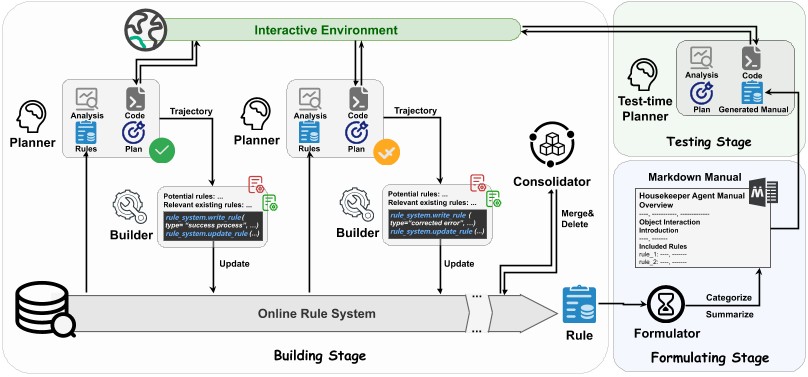 Interactive Environment
Planner
Analysis
Code
Rules
Plan
Trajectory
Builder
Potential rules: ...
Relevant existing rules: ...
rule_system.write_rule(
type= "success process", ...)
rule_system.update_rule (...)
Update
Planner
Analysis
Code
Rules
Plan
Trajectory
Builder
Potential rules: ...
Relevant existing rules: ...
rule_system.write_rule (
type="corrected error", ...)
rule_system.update_rule (...)
Update
Consolidator
Merge&
Delete
Online Rule System
...
Rule
Building Stage
Test-time
Planner
Analysis
Code
Plan
Generated Manual
Testing Stage
Markdown Manual
M
Housekeeper Agent Manual
Overview
----, ----------, ------------
Object Interaction
Introduction
----, -------
Included Rules
rule_1: ----, -------
rule_2: ----, -------
Formulator
Categorize
Summarize
Formulating Stage